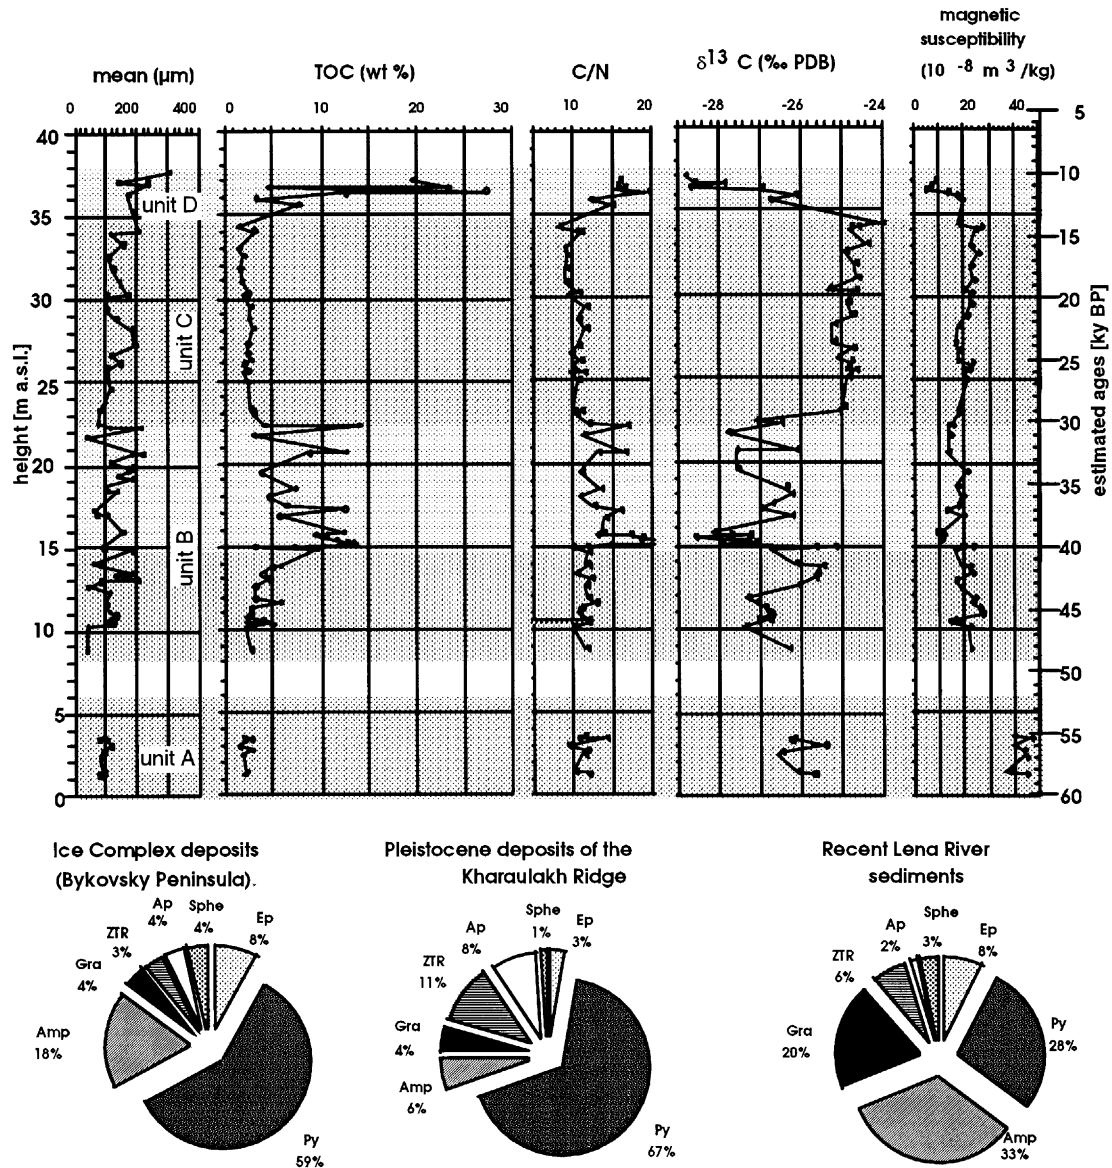 magnetic
susceptibility
mean (µm) TOC (wt %) C/N δ13 C (‰ PDB) (10 -8 m 3 /kg)
0 200 400 0 10 20 30 10 20 -28 -26 -24 0 20 40
5
40
10
unit D
35
15
30
20
unit C
25
25
30
height [m a.s.l.]
estimated ages [ky BP]
20
35
unit B
15
40
45
10
50
5
55
unit A
0
60
Ice Complex deposits
(Bykovsky Peninsula).
Ap
4%
Sphe
4%
Ep
8%
ZTR
3%
Gra
4%
Amp
18%
Py
59%
Pleistocene deposits of the
Kharaulakh Ridge
Sphe
1%
Ep
3%
Ap
8%
ZTR
11%
Gra
4%
Amp
6%
Py
67%
Recent Lena River
sediments
Ap
2%
Sphe
3%
Ep
8%
ZTR
6%
Gra
20%
Py
28%
Amp
33%